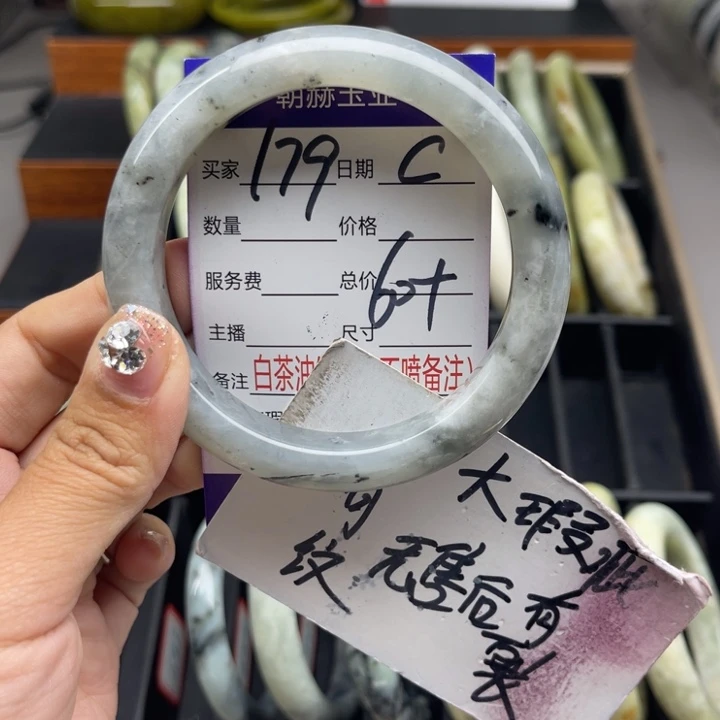 朝赫玉业
买家 179 日期 C
数量 价格
服务费 总价 60+
主播 尺寸
备注 白茶油 不喷备注)
大瑕疵
纹 无售后有
裂